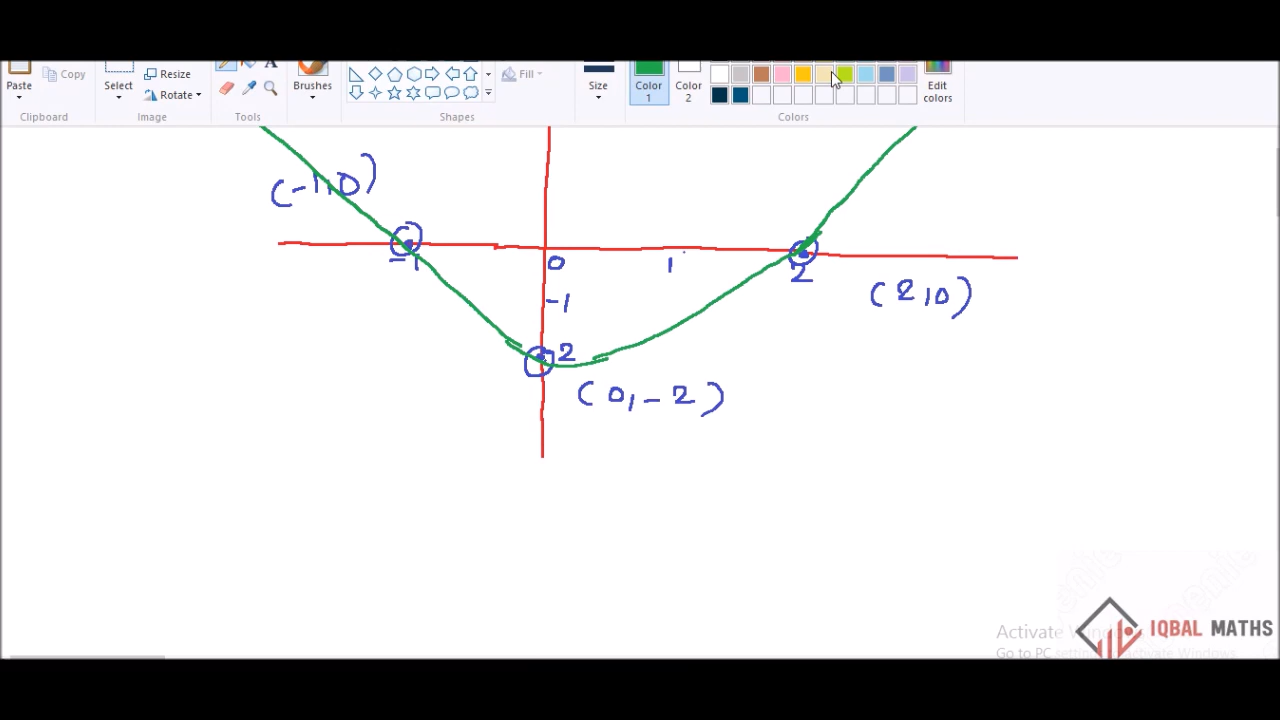 Paste
Copy
Select
Resize
Rotate
A
Brushes
Fill
Size
Color 1
Color 2
Edit colors
Clipboard
Image
Tools
Shapes
Colors
(-1,0)
-1
0
1
2
-1
(2,0)
-2
(0,-2)
Activate Windows
Go to PC settings to activate Windows.
IQBAL MATHS